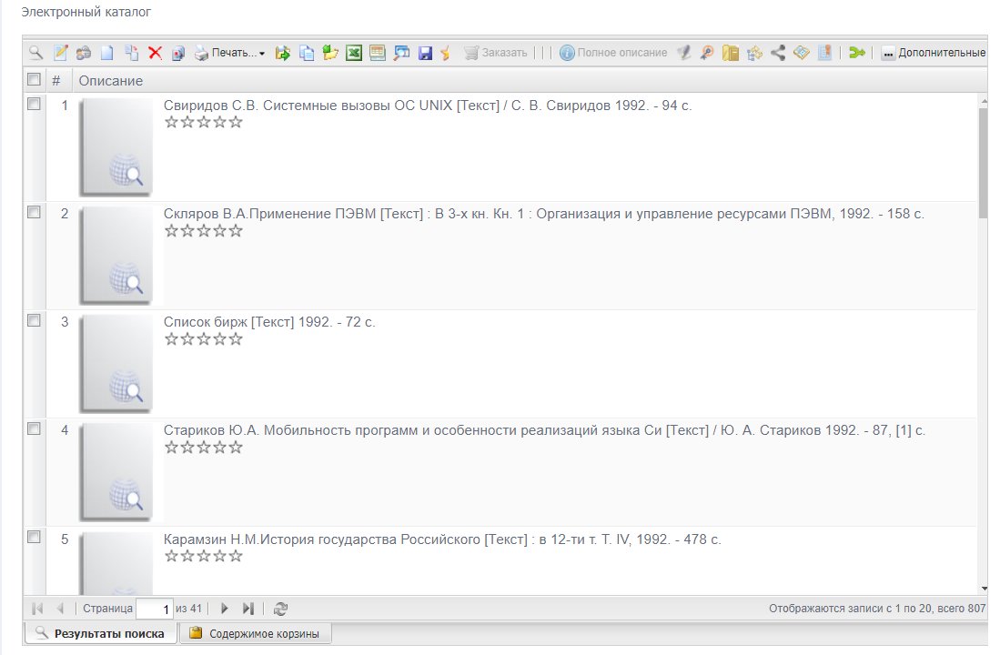 Электронный каталог
Печать... Заказать Полное описание Дополнительные
# Описание
1 Свиридов С.В. Системные вызовы ОС UNIX [Текст] / С. В. Свиридов 1992. - 94 с.
2 Скляров В.А.Применение ПЭВМ [Текст] : В 3-х кн. Кн. 1 : Организация и управление ресурсами ПЭВМ, 1992. - 158 с.
3 Список бирж [Текст] 1992. - 72 с.
4 Стариков Ю.А. Мобильность программ и особенности реализаций языка Си [Текст] / Ю. А. Стариков 1992. - 87, [1] с.
5 Карамзин Н.М.История государства Российского [Текст] : в 12-ти т. Т. IV, 1992. - 478 с.
Страница 1 из 41 Отображаются записи с 1 по 20, всего 807
Результаты поиска Содержимое корзины